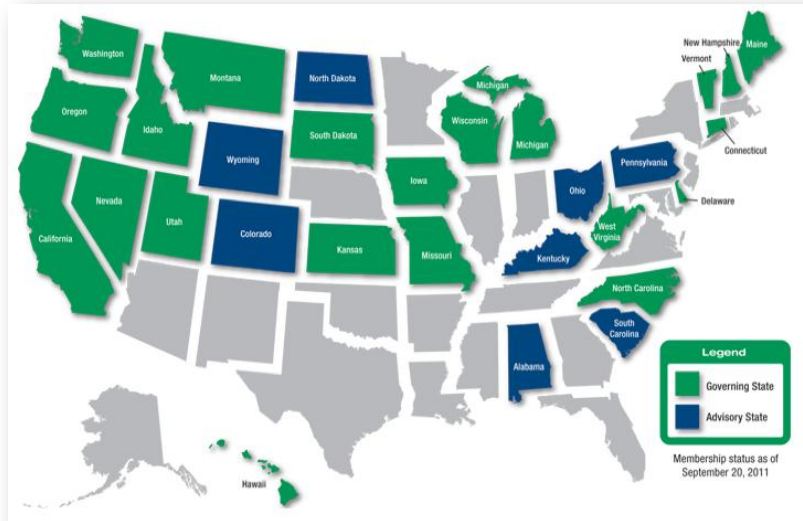 Washington
Montana
North Dakota
Michigan
New Hampshire
Maine
Vermont
Oregon
Idaho
South Dakota
Wisconsin
Michigan
Connecticut
Wyoming
Iowa
Pennsylvania
Ohio
Delaware
Nevada
Utah
California
Colorado
Kansas
Missouri
West
Virginia
Kentucky
North Carolina
South
Carolina
Alabama
Hawaii
Legend
Governing State
Advisory State
Membership status as of
September 20, 2011